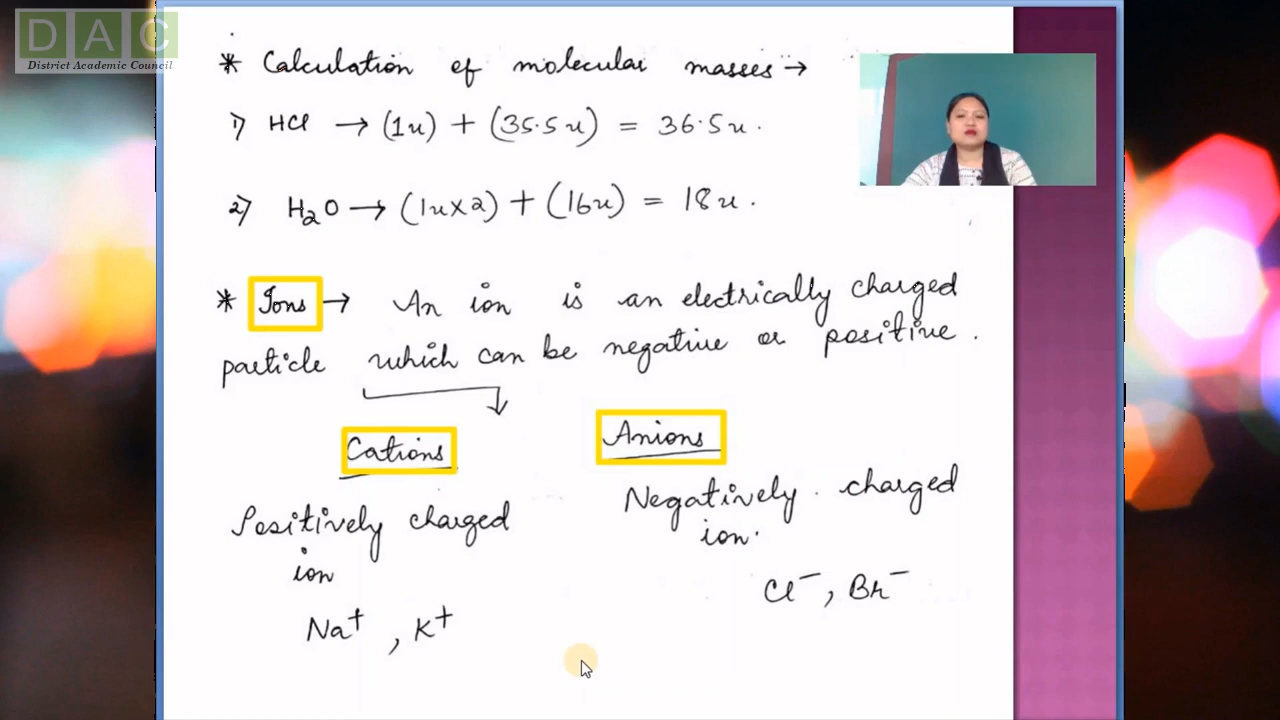 DAC
District Academic Council
* Calculation of molecular masses →
1) HCl → (1u) + (35.5u) = 36.5u.
2) H₂O → (1u×2) + (16u) = 18u.
* Ions → An ion is an electrically charged
particle which can be negative or positive.
Cations
Anions
Positively charged
ion
Negatively charged
ion.
Na⁺, K⁺
Cl⁻, Br⁻